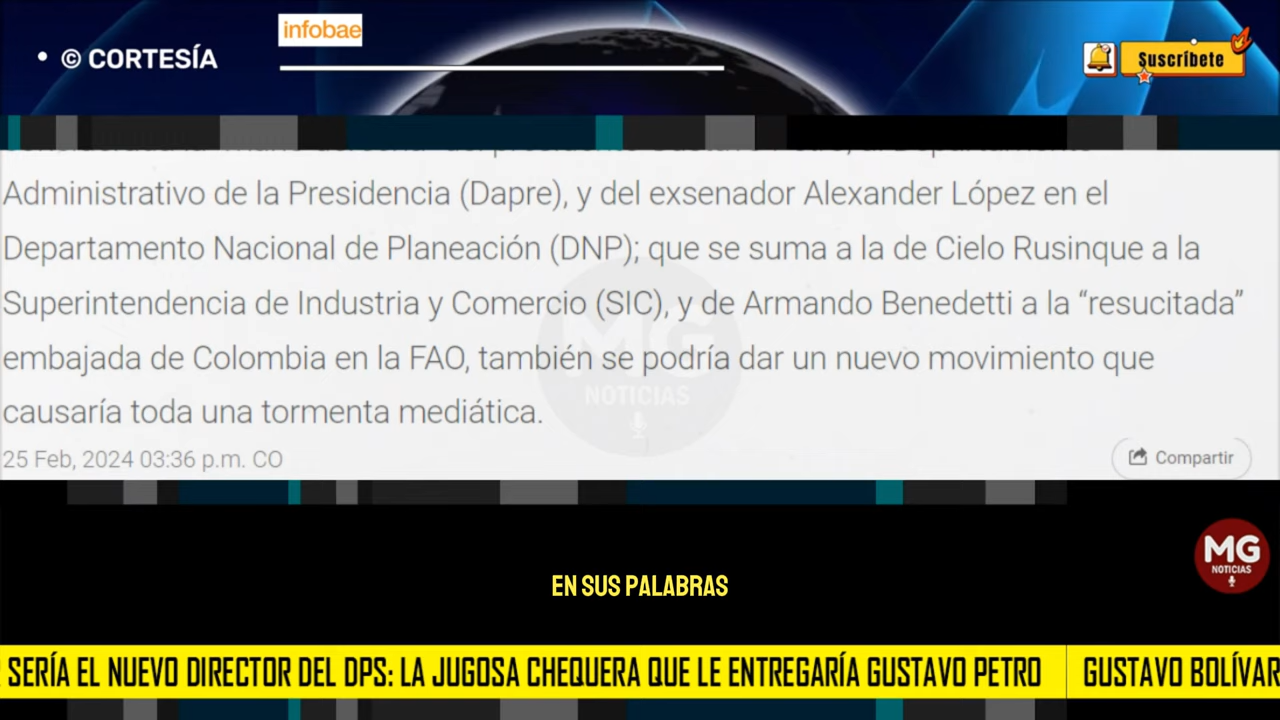 infobae
• © CORTESÍA
Suscríbete
Administrativo de la Presidencia (Dapre), y del exsenador Alexander López en el
Departamento Nacional de Planeación (DNP); que se suma a la de Cielo Rusinque a la
Superintendencia de Industria y Comercio (SIC), y de Armando Benedetti a la “resucitada”
embajada de Colombia en la FAO, también se podría dar un nuevo movimiento que
causaría toda una tormenta mediática.
MG
NOTICIAS
25 Feb, 2024 03:36 p.m. CO
Compartir
MG
NOTICIAS
EN SUS PALABRAS
SERÍA EL NUEVO DIRECTOR DEL DPS: LA JUGOSA CHEQUERA QUE LE ENTREGARÍA GUSTAVO PETRO GUSTAVO BOLÍVAR